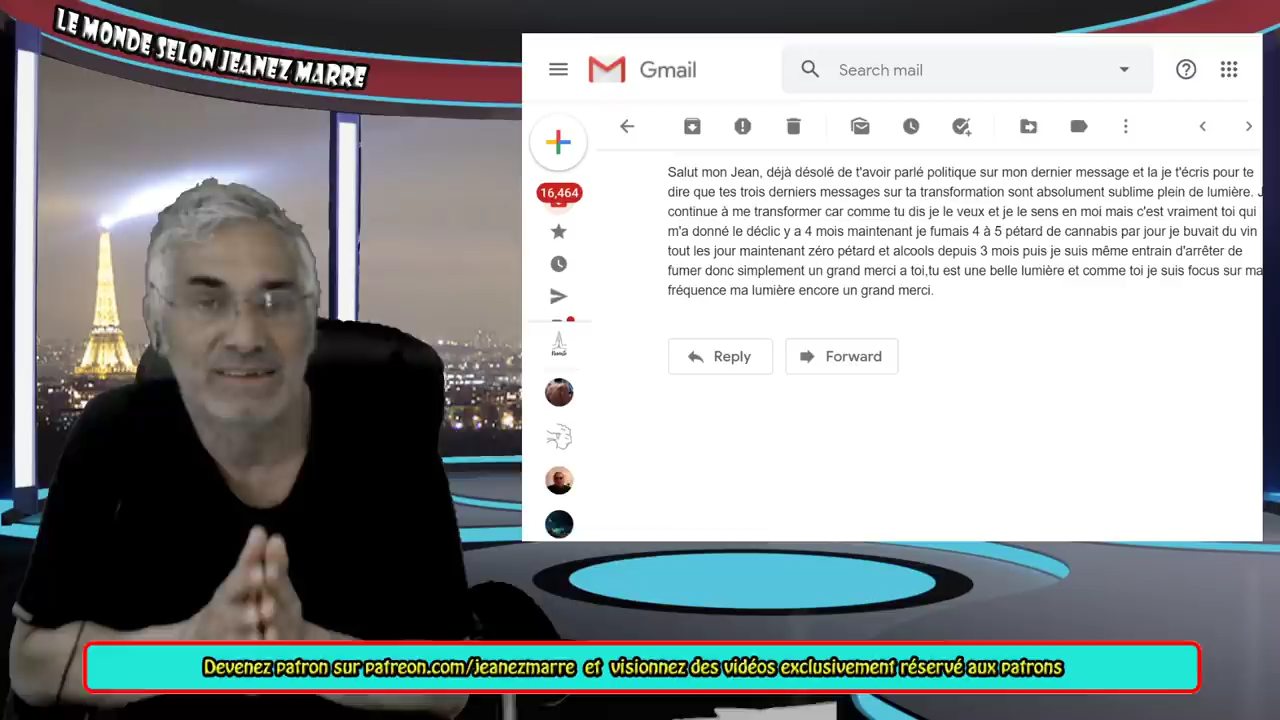 LE MONDE SELON JEANEZ MARRE
Gmail
Search mail
16,464
Salut mon Jean, déjà désolé de t'avoir parlé politique sur mon dernier message et la je t'écris pour te
dire que tes trois derniers messages sur ta transformation ont absolument sublime plein de lumière. J
continue à me transformer car comme tu dis je le veux et je le sens en moi mais c'est vraiment toi qui
m'a donné le déclic y a 4 mois maintenant je fumais 4 à 5 pétard de cannabis par jour je buvait du vin
tout les jour maintenant zéro pétard et alcools depuis 3 mois puis je suis même entrain d'arrêter de
fumer donc simplement un grand merci a toi,tu est une belle lumière et comme toi je suis focus sur ma
fréquence ma lumière encore un grand merci.
Reply
Forward
Devenez patron sur patreon.com/jeanezmarre et visionnez des vidéos exclusivement réservé aux patrons